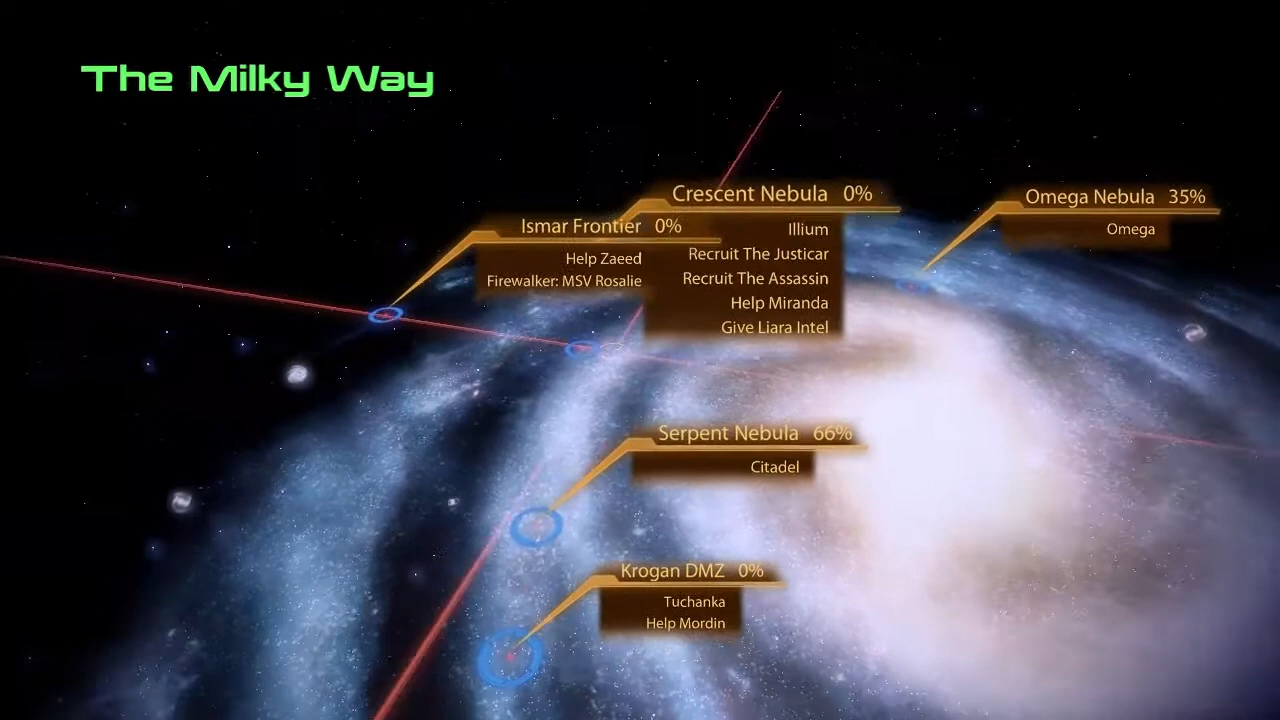 The Milky Way
Crescent Nebula 0%
Illium
Recruit The Justicar
Recruit The Assassin
Help Miranda
Give Liara Intel
Omega Nebula 35%
Omega
Ismar Frontier 0%
Help Zaeed
Firewalker: MSV Rosalie
Serpent Nebula 66%
Citadel
Krogan DMZ 0%
Tuchanka
Help Mordin